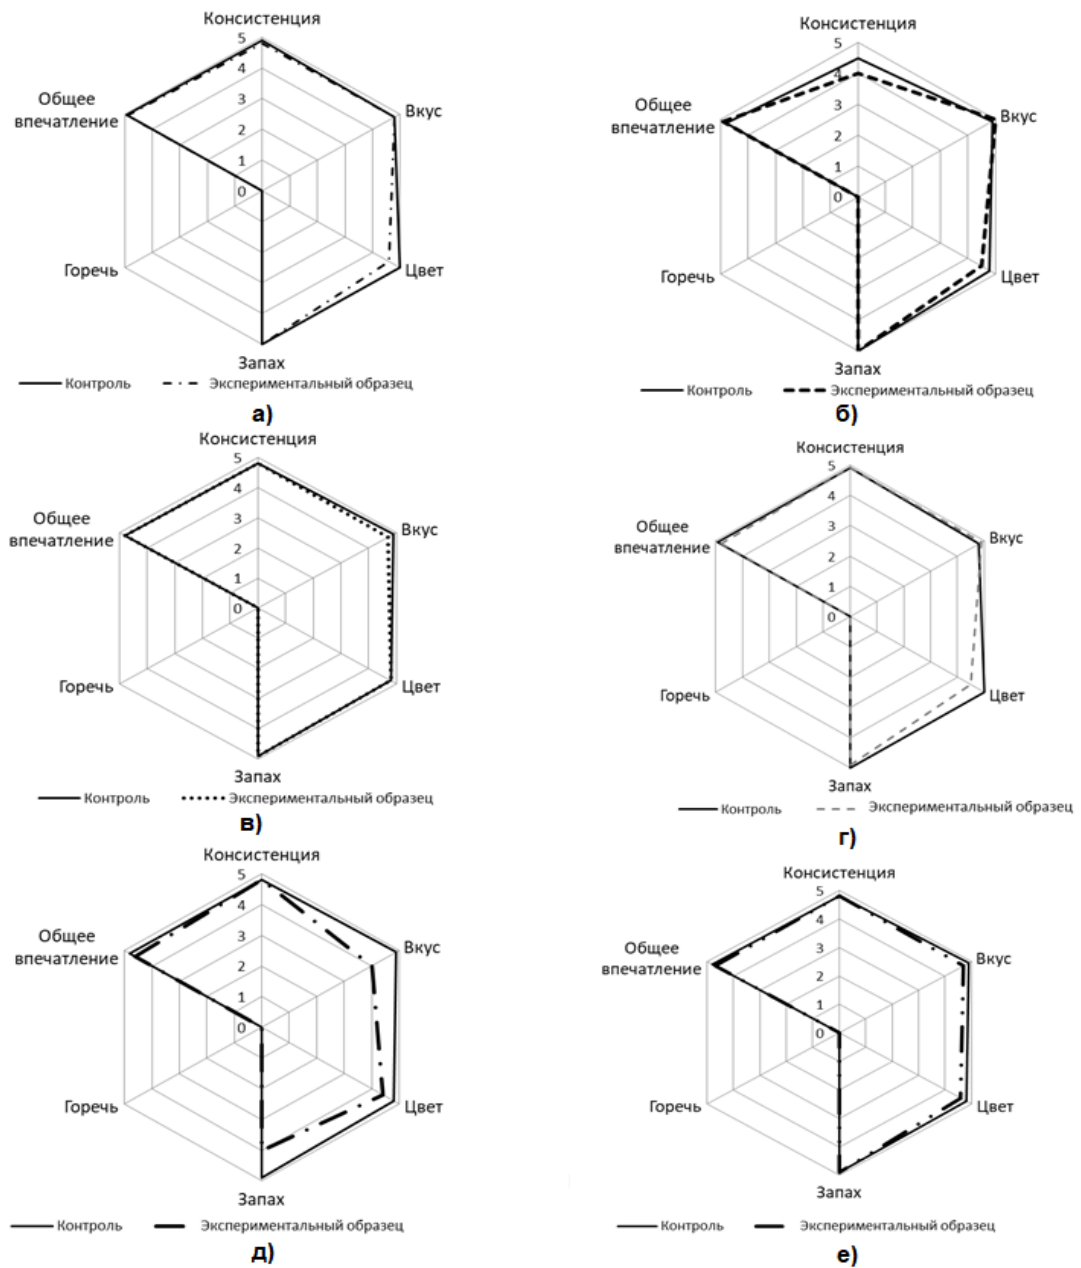 Консистенция
5
4
3
2
1
0
Общее
впечатление
Вкус
Горечь
Цвет
Запах
Контроль
Экспериментальный образец
а)
Консистенция
5
4
3
2
1
0
Общее
впечатление
Вкус
Горечь
Цвет
Запах
Контроль
Экспериментальный образец
б)
Консистенция
5
4
3
2
1
0
Общее
впечатление
Вкус
Горечь
Цвет
Запах
Контроль
Экспериментальный образец
в)
Консистенция
5
4
3
2
1
0
Общее
впечатление
Вкус
Горечь
Цвет
Запах
Контроль
Экспериментальный образец
г)
Консистенция
5
4
3
2
1
0
Общее
впечатление
Вкус
Горечь
Цвет
Запах
Контроль
Экспериментальный образец
д)
Консистенция
5
4
3
2
1
0
Общее
впечатление
Вкус
Горечь
Цвет
Запах
Контроль
Экспериментальный образец
е)